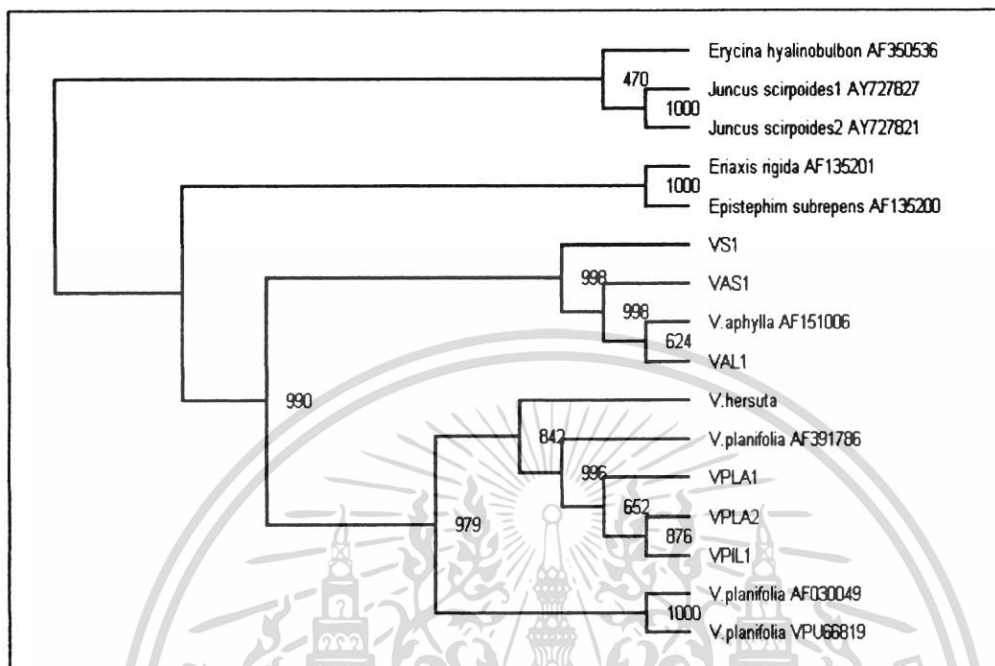 Erycina hyalinobulbon AF350536
470
Juncus scirpoides1 AY727827
1000
Juncus scirpoides2 AY727821
Eriaxis rigida AF135201
1000
Epistephim subrepens AF135200
VS1
998
VAS1
998
V.aphylla AF151006
624
VAL1
990
V.hersuta
842
V.planifolia AF391786
996
VPLA1
652
VPLA2
876
VPIL1
979
V.planifolia AF030049
1000
V.planifolia VPU66819